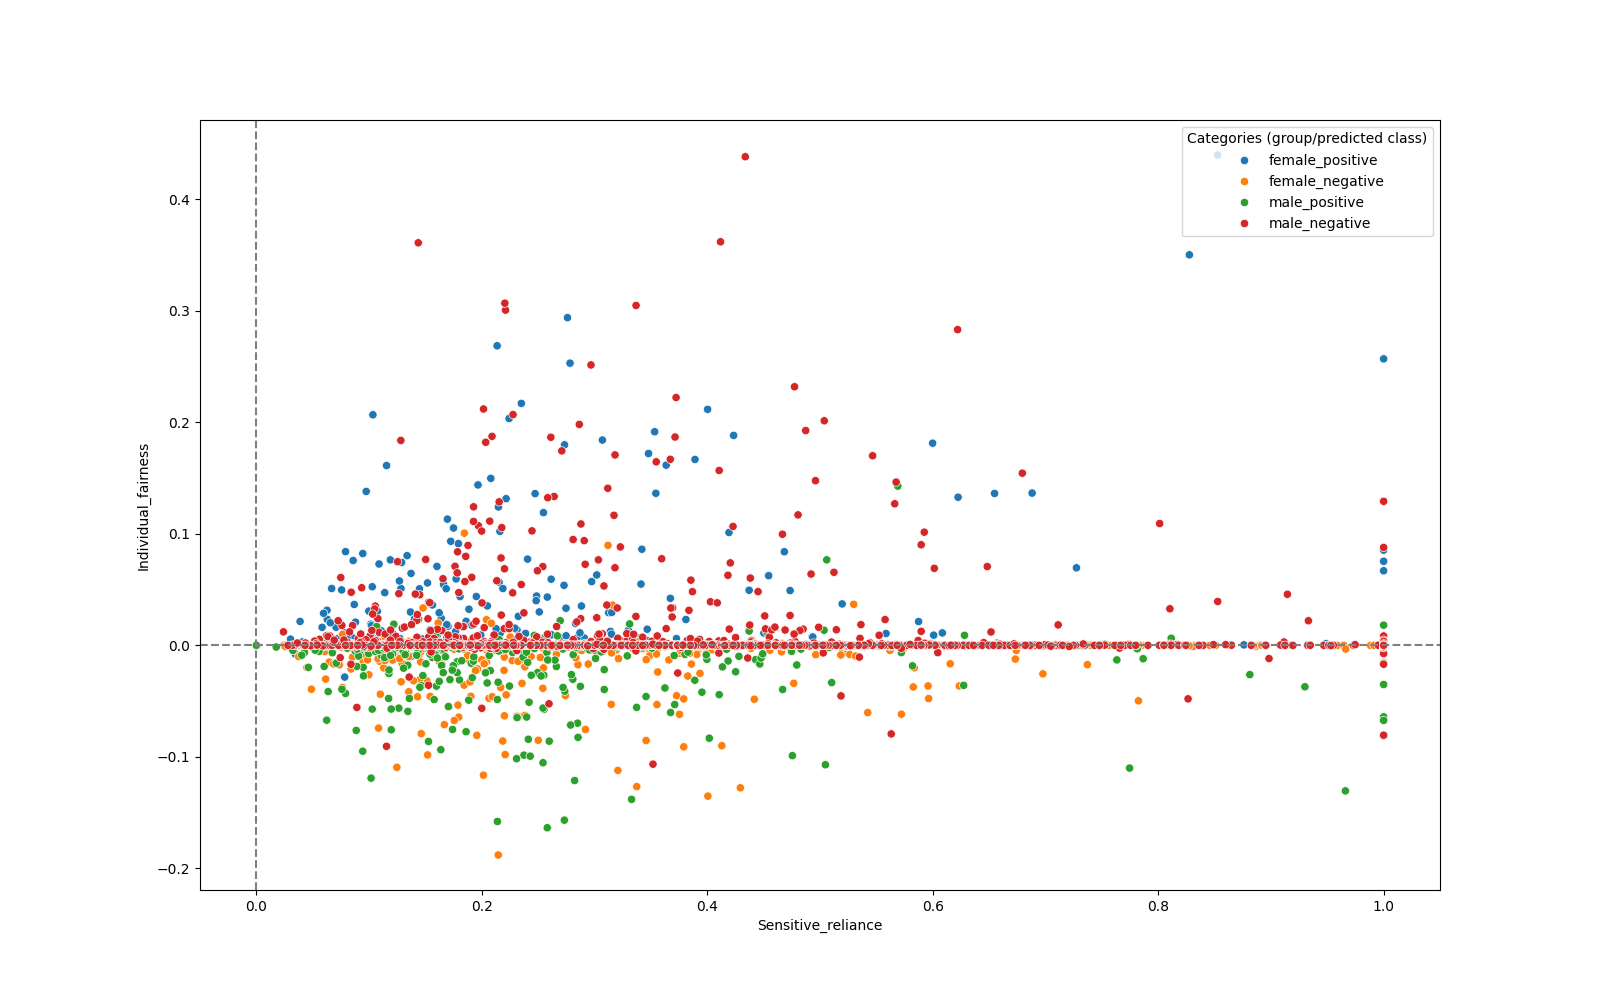 Categories (group/predicted class)
female_positive
female_negative
male_positive
male_negative
0.4
0.3
0.2
0.1
0.0
−0.1
−0.2
Individual_fairness
0.0 0.2 0.4 0.6 0.8 1.0
Sensitive_reliance